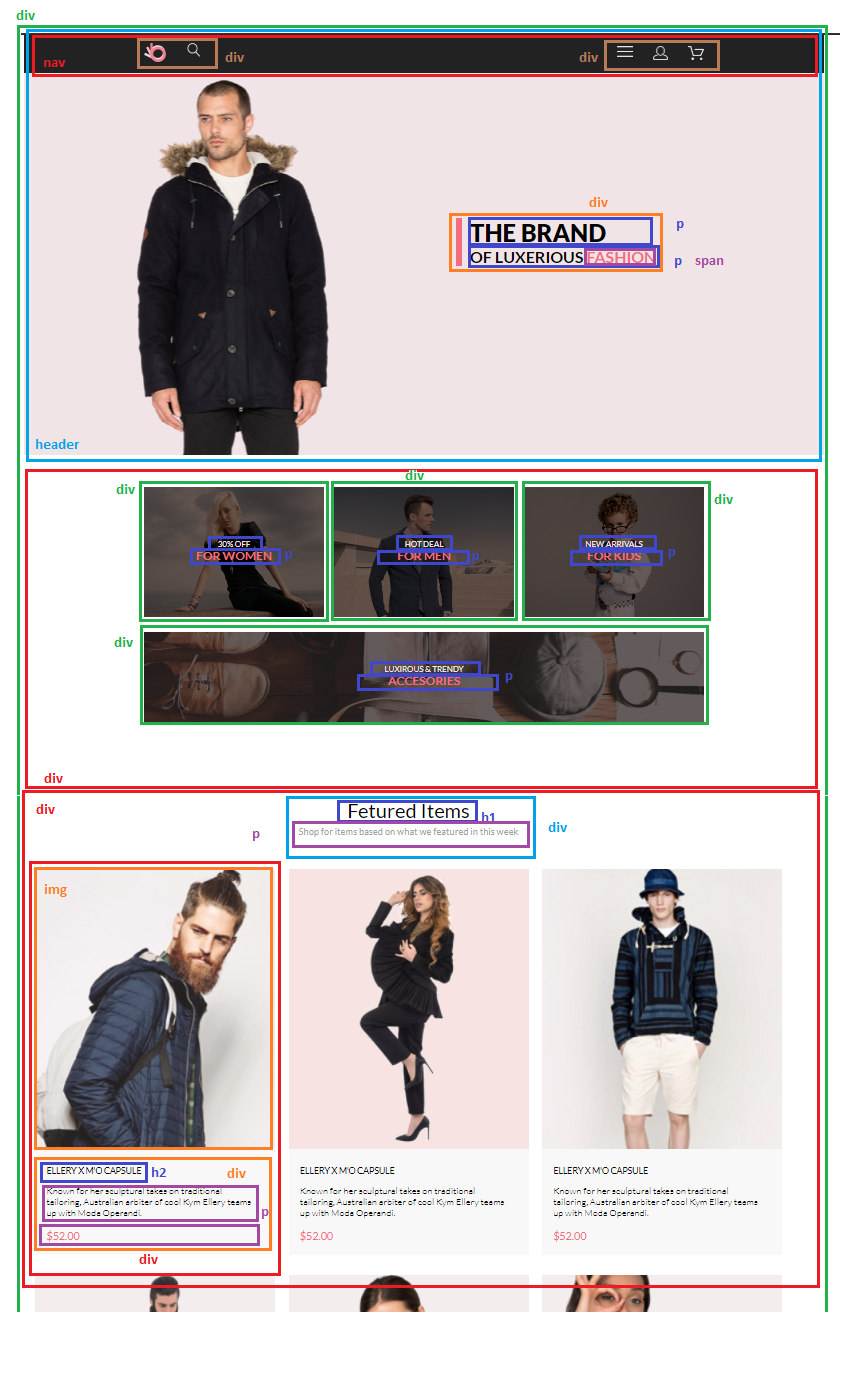 div
nav
div
div
div
THE BRAND
p
OF LUXERIOUS FASHION
p span
header
div
div
div
30% OFF
FOR WOMEN
p
HOT DEAL
FOR MEN
p
NEW ARRIVALS
FOR KIDS
p
div
LUXIROUS & TRENDY
ACCESORIES
p
div
div
Fetured Items
h1
Shop for items based on what we featured in this week
p
div
img
ELLERY X M'O CAPSULE
h2
div
Known for her sculptural takes on traditional
tailoring, Australian arbiter of cool Kym Ellery teams
up with Moda Operandi.
p
$52.00
div
ELLERY X M'O CAPSULE
Known for her sculptural takes on traditional
tailoring, Australian arbiter of cool Kym Ellery teams
up with Moda Operandi.
$52.00
ELLERY X M'O CAPSULE
Known for her sculptural takes on traditional
tailoring, Australian arbiter of cool Kym Ellery teams
up with Moda Operandi.
$52.00